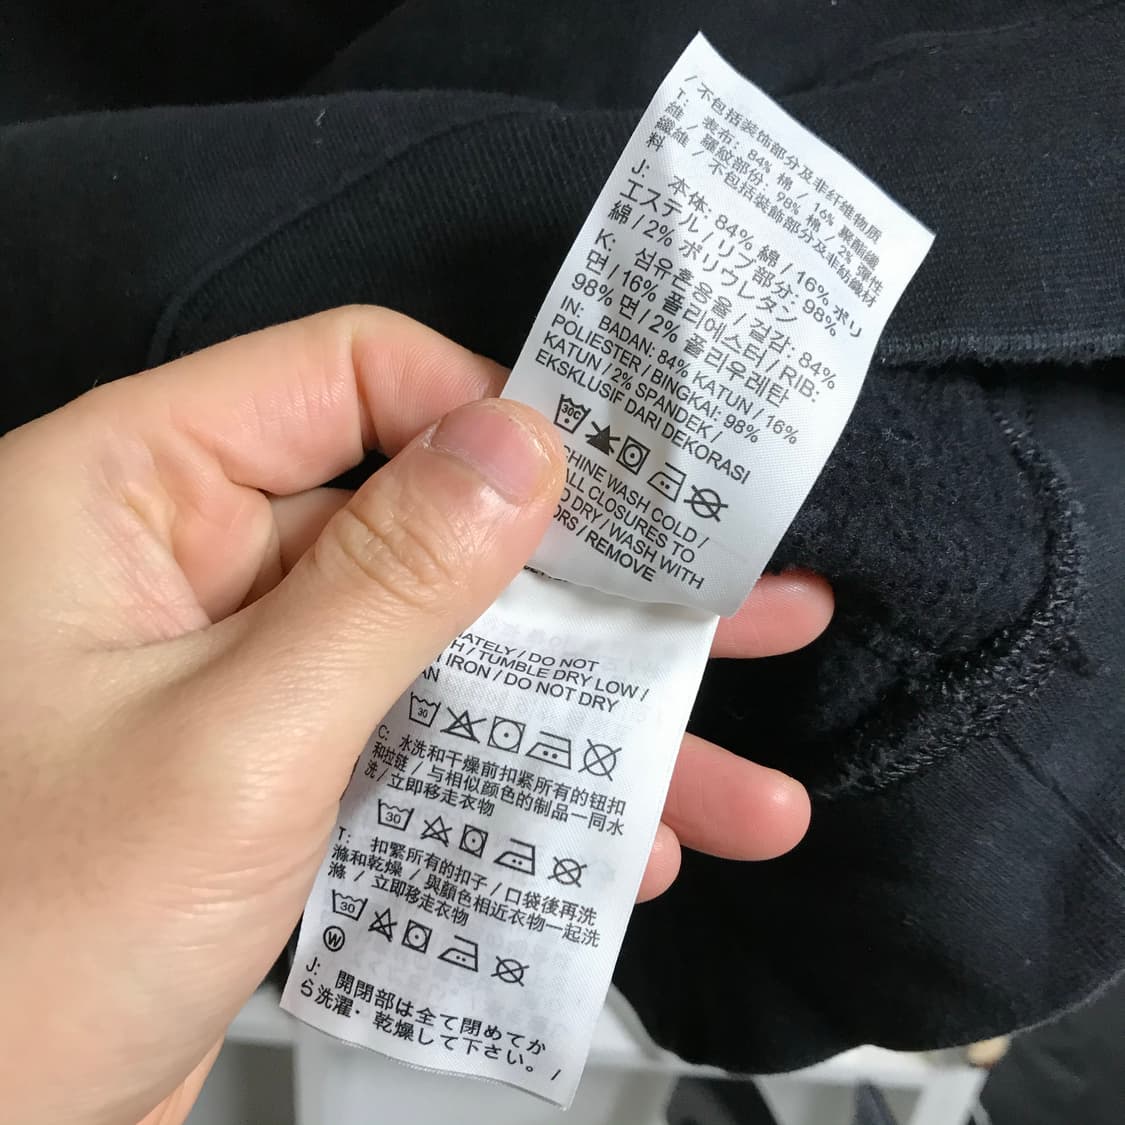 / 不包括装饰部分及非纤维物质
T: 表布: 84% 棉 / 16% 聚酯纖
維 / 羅紋部份: 98% 棉 / 2% 彈性
纖維 / 不包括裝飾部分及非紡織材
料
J: 本体: 84% 綿 / 16% ポリ
エステル / リブ部分: 98%
綿 / 2% ポリウレタン
K: 섬유혼용율 / 겉감: 84%
면 / 16% 폴리에스터 / RIB:
98% 면 / 2% 폴리우레탄
IN: BADAN: 84% KATUN / 16%
POLIESTER / BINGKAI: 98%
KATUN / 2% SPANDEK /
EKSKLUSIF DARI DEKORASI
30C
CHINE WASH COLD /
ALL CLOSURES TO
DRY / WASH WITH
ORS / REMOVE
ATELY / DO NOT
H / TUMBLE DRY LOW /
IRON / DO NOT DRY
AN
30
C: 水洗和干燥前扣紧所有的钮扣
和拉链 / 与相似颜色的制品一同水
洗 / 立即移走衣物
30
T: 扣緊所有的扣子 / 口袋後再洗
滌和乾燥 / 與顏色相近衣物一起洗
滌 / 立即移走衣物
30
W
J: 開閉部は全て閉めてか
ら洗濯・乾燥して下さい。 /